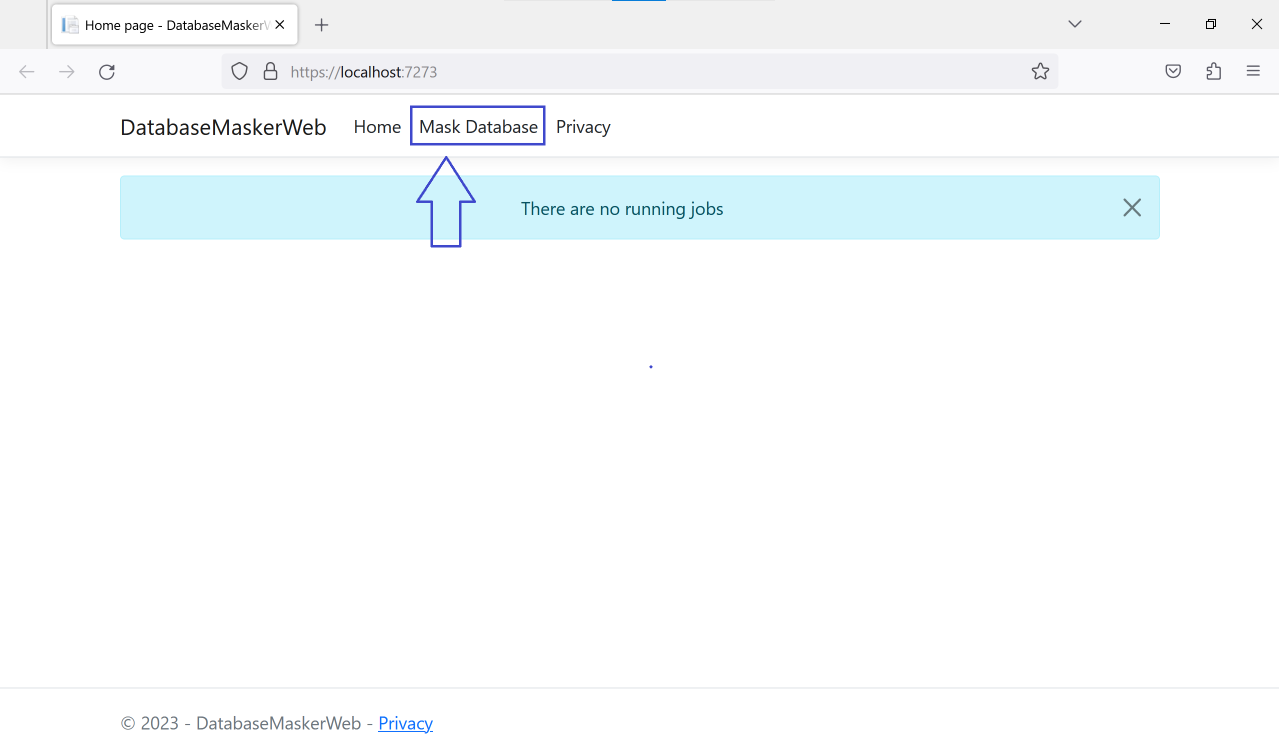 Home page - DatabaseMaskerW
https://localhost:7273
DatabaseMaskerWeb Home Mask Database Privacy
There are no running jobs
© 2023 - DatabaseMaskerWeb - Privacy